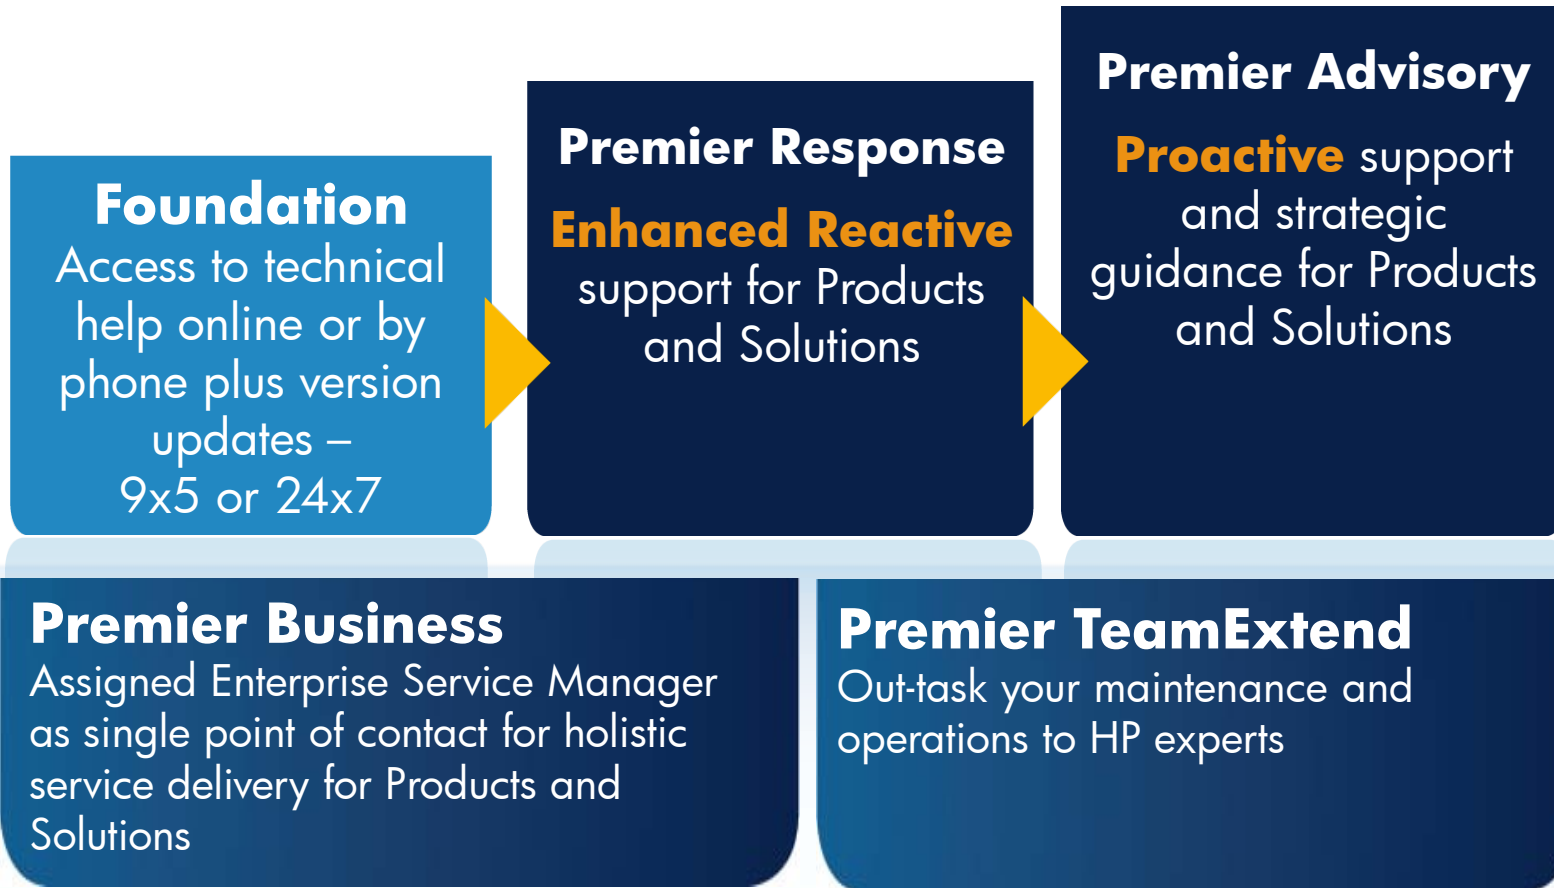 Foundation
Access to technical
help online or by
phone plus version
updates –
9x5 or 24x7
Premier Response
Enhanced Reactive
support for Products
and Solutions
Premier Advisory
Proactive support
and strategic
guidance for Products
and Solutions
Premier Business
Assigned Enterprise Service Manager
as single point of contact for holistic
service delivery for Products and
Solutions
Premier TeamExtend
Out-task your maintenance and
operations to HP experts